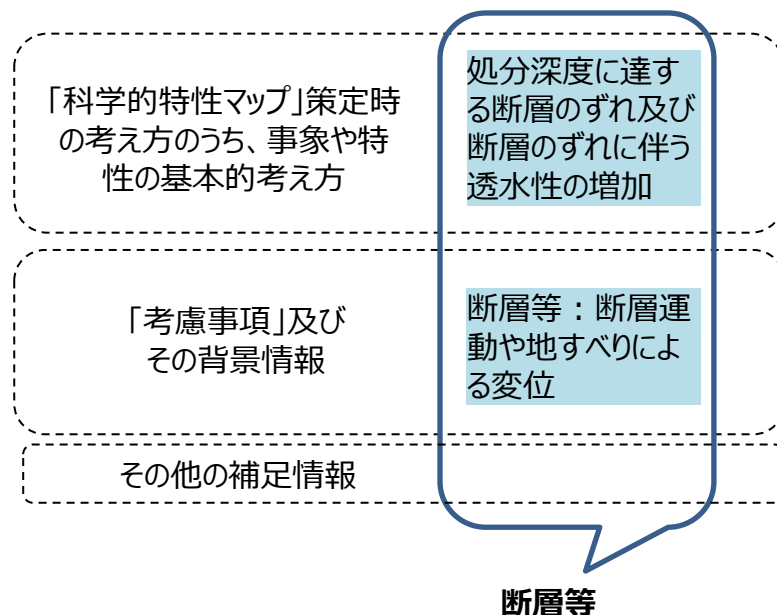 「科学的特性マップ」策定時
の考え方のうち、事象や特
性の基本的考え方
処分深度に達す
る断層のずれ及び
断層のずれに伴う
透水性の増加
「考慮事項」及び
その背景情報
断層等：断層運
動や地すべりによ
る変位
その他の補足情報
断層等